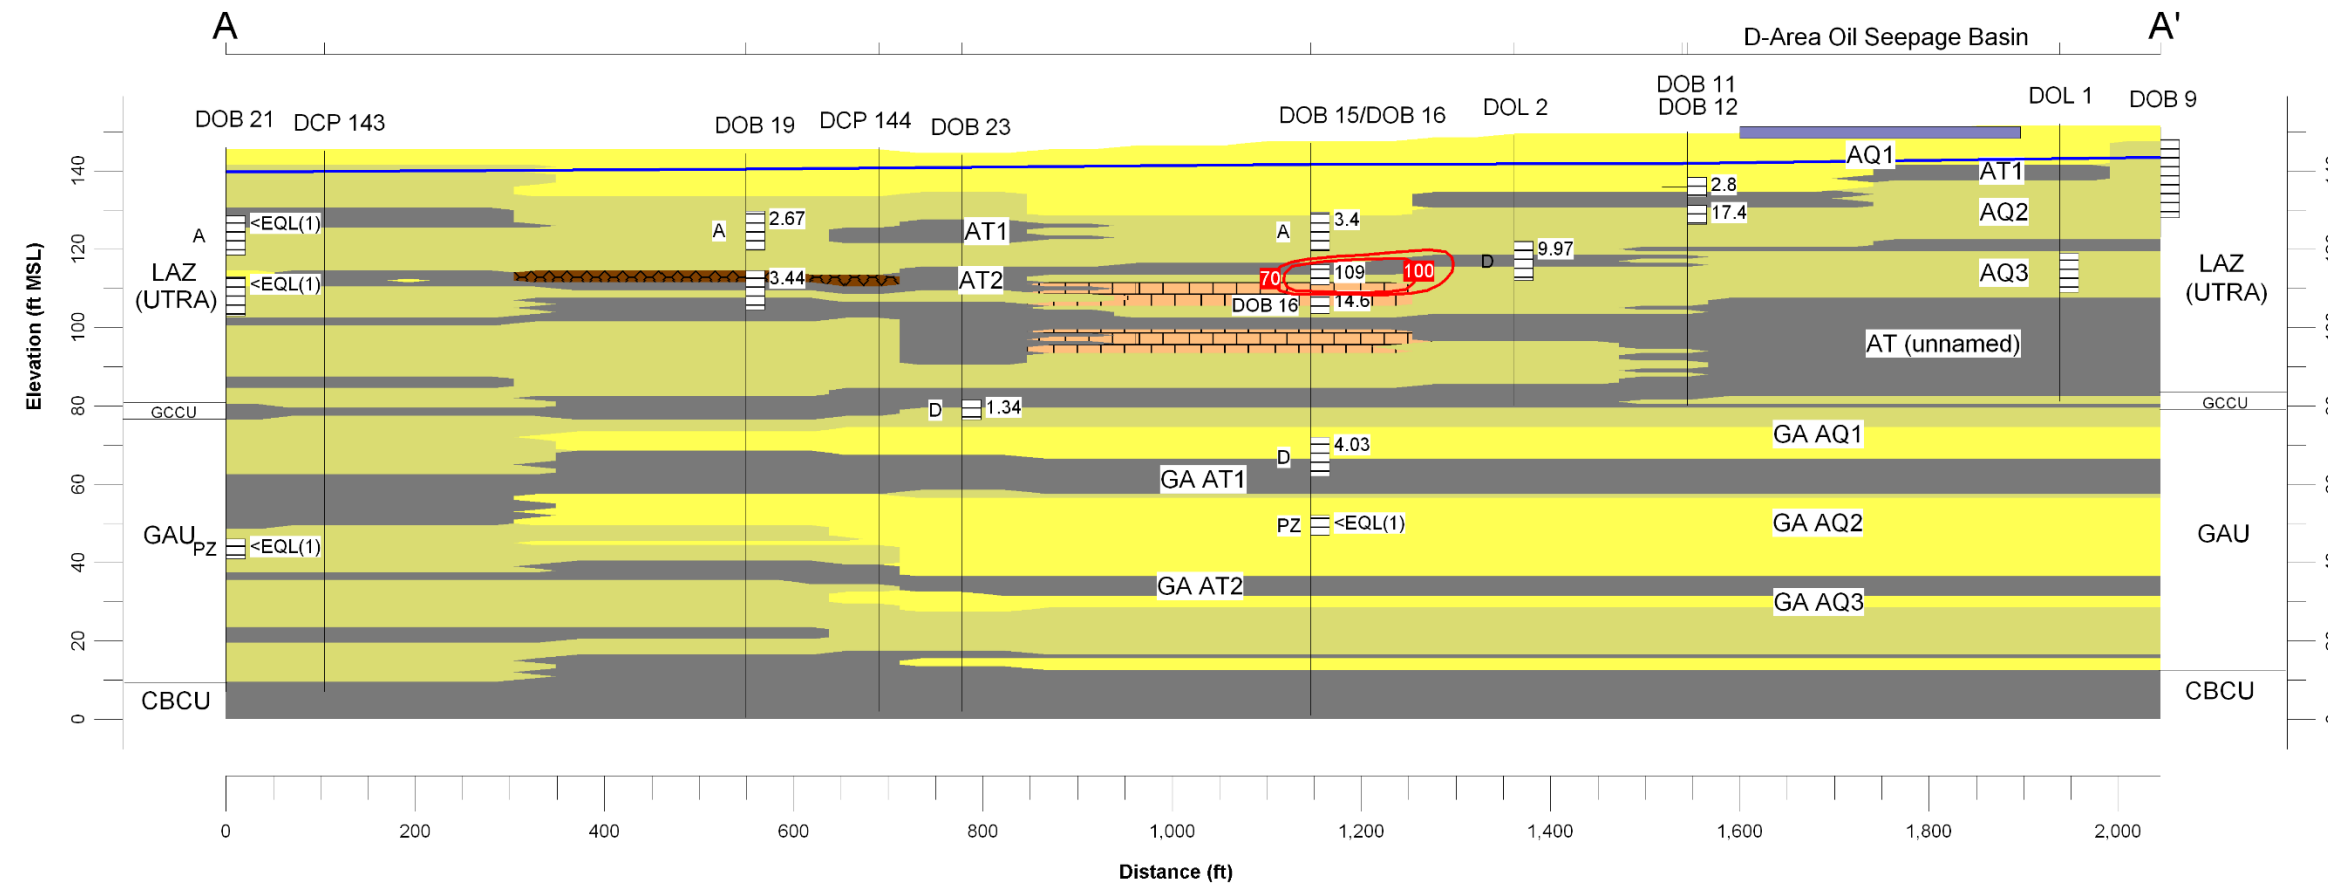 A
A'
D-Area Oil Seepage Basin
DOB 21
DCP 143
DOB 19
DCP 144
DOB 23
DOB 15/DOB 16
DOL 2
DOB 11
DOB 12
DOL 1
DOB 9
Elevation (ft MSL)
140
120
100
80
60
40
20
0
LAZ
(UTRA)
GCCU
GAU
CBCU
A
<EQL(1)
<EQL(1)
PZ
<EQL(1)
A
2.67
3.44
AT1
AT2
D
1.34
A
3.4
70
109
100
DOB 16
14.6
D
4.03
PZ
<EQL(1)
D
9.97
2.8
17.4
AQ1
AT1
AQ2
AQ3
AT (unnamed)
GA AQ1
GA AT1
GA AQ2
GA AT2
GA AQ3
LAZ
(UTRA)
GCCU
GAU
CBCU
0
200
400
600
800
1,000
1,200
1,400
1,600
1,800
2,000
Distance (ft)